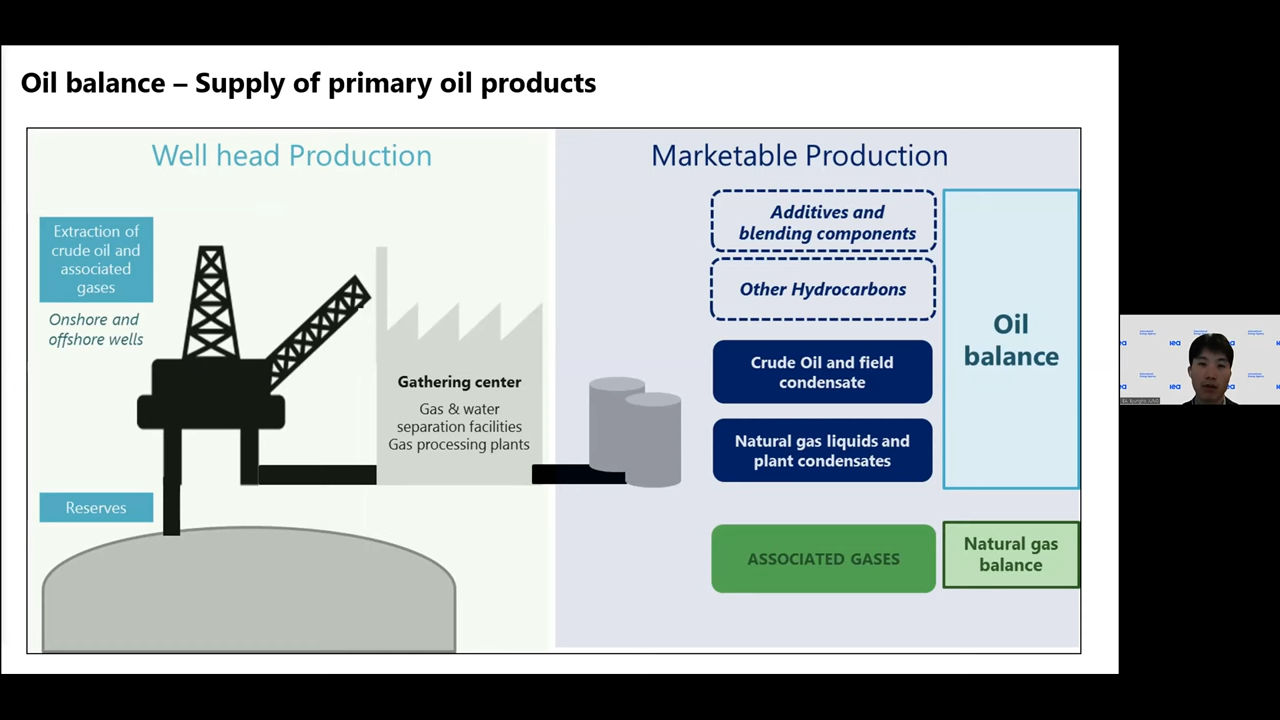 Oil balance – Supply of primary oil products
Well head Production
Marketable Production
Extraction of
crude oil and
associated
gases
Onshore and
offshore wells
Reserves
Gathering center
Gas & water
separation facilities
Gas processing plants
Additives and
blending components
Other Hydrocarbons
Crude Oil and field
condensate
Natural gas liquids and
plant condensates
ASSOCIATED GASES
Oil
balance
Natural gas
balance
iea